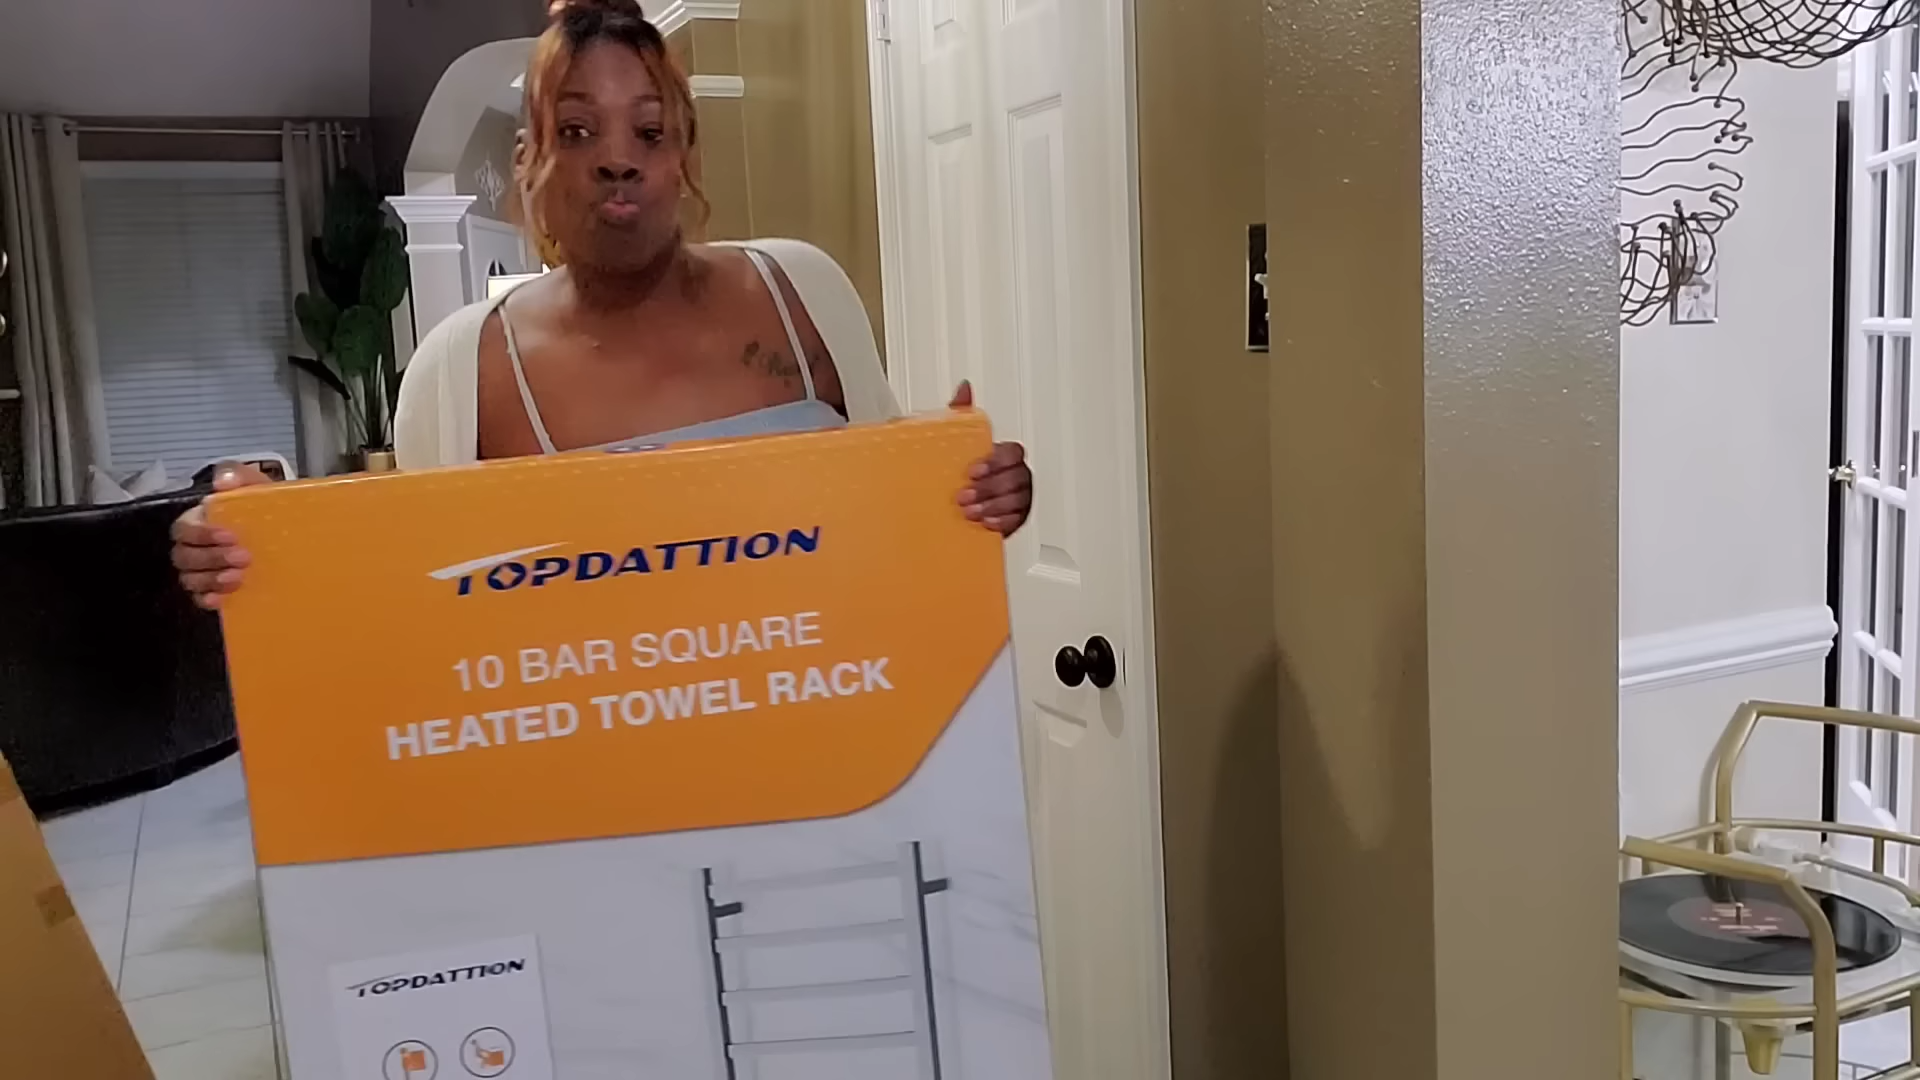 TOPDATTION
10 BAR SQUARE
HEATED TOWEL RACK
TOPDATTION